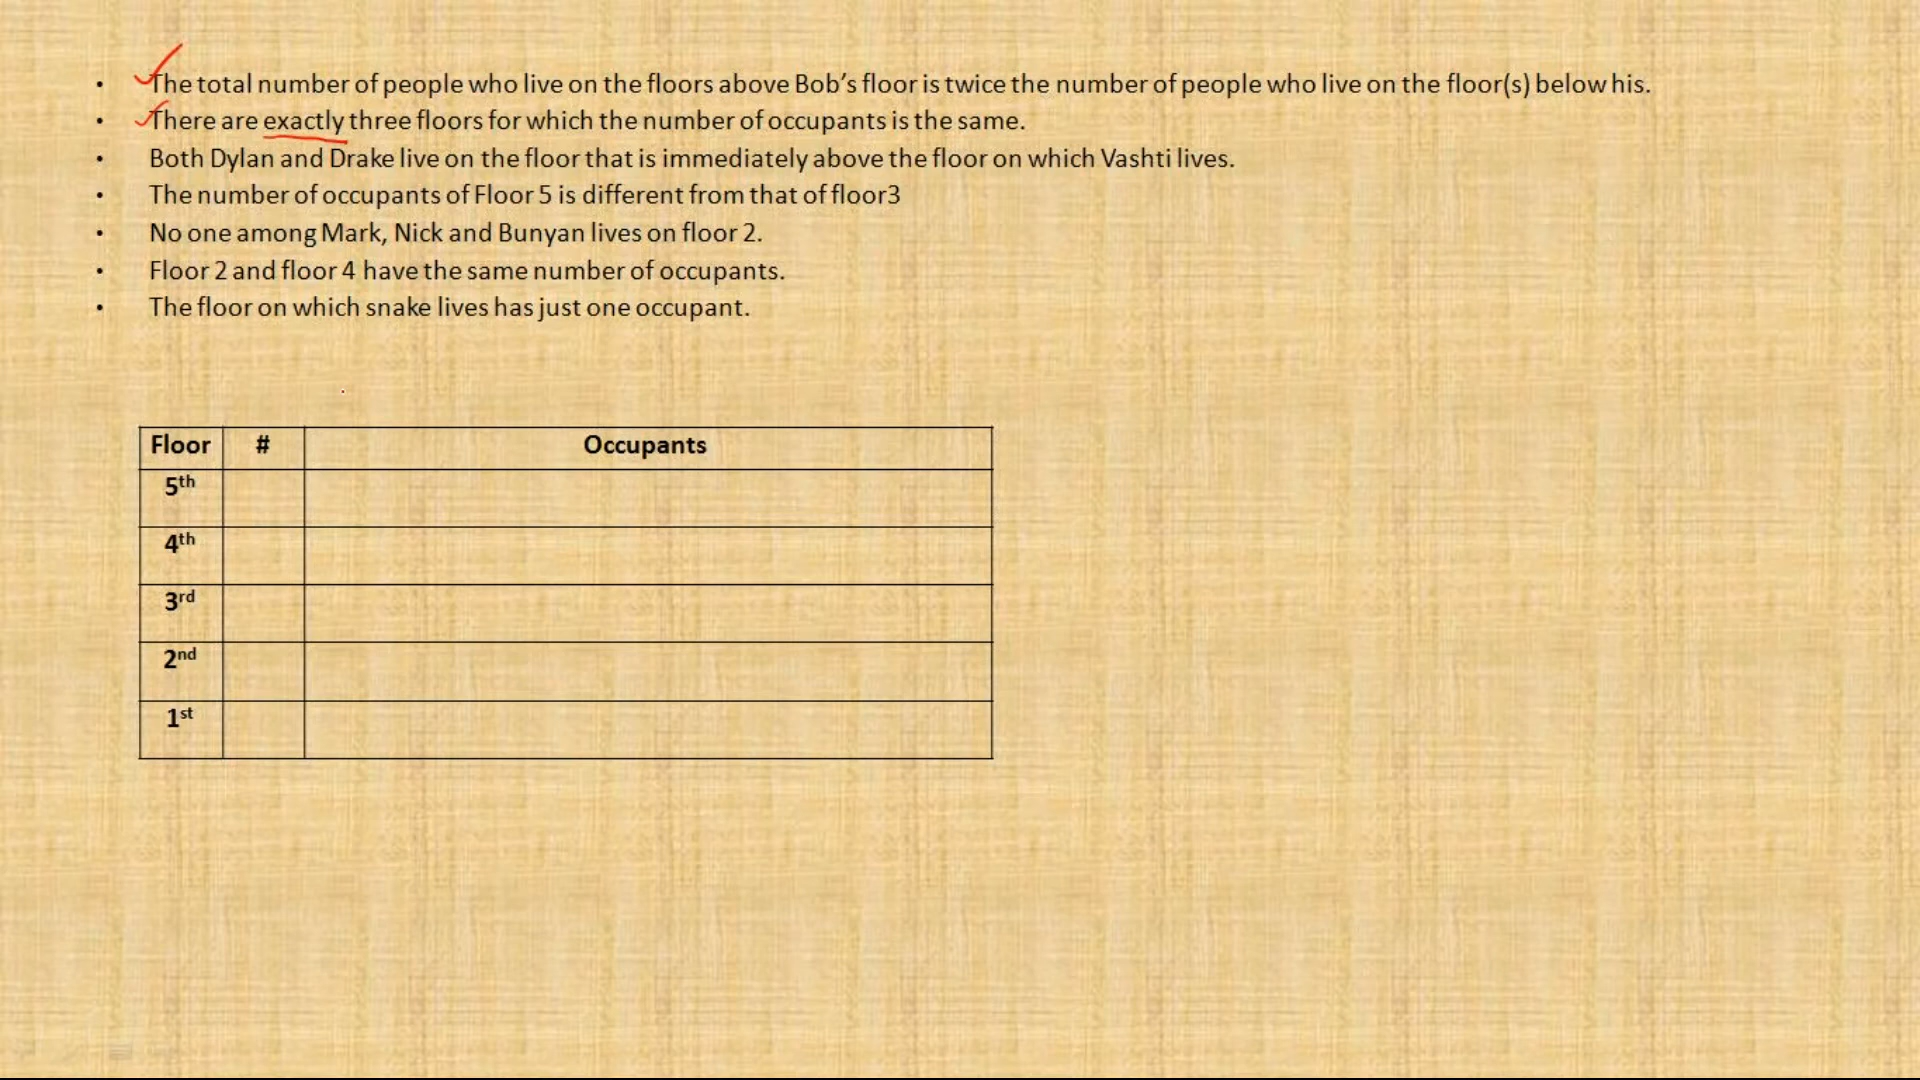 • The total number of people who live on the floors above Bob’s floor is twice the number of people who live on the floor(s) below his.
• There are exactly three floors for which the number of occupants is the same.
• Both Dylan and Drake live on the floor that is immediately above the floor on which Vashti lives.
• The number of occupants of Floor 5 is different from that of floor3
• No one among Mark, Nick and Bunyan lives on floor 2.
• Floor 2 and floor 4 have the same number of occupants.
• The floor on which snake lives has just one occupant.
Floor # Occupants
5th
4th
3rd
2nd
1st